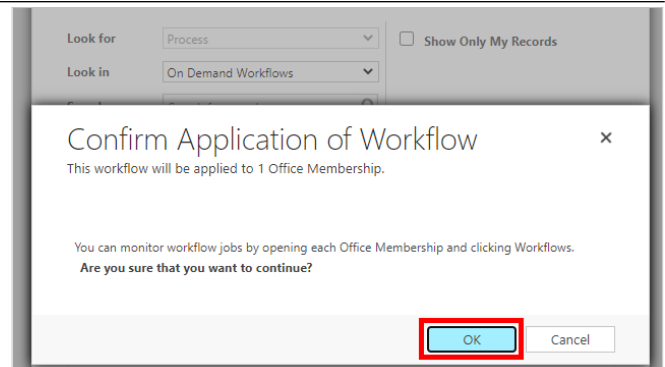 Look for Process Show Only My Records
Look in On Demand Workflows
Confirm Application of Workflow
This workflow will be applied to 1 Office Membership.
You can monitor workflow jobs by opening each Office Membership and clicking Workflows.
Are you sure that you want to continue?
OK Cancel